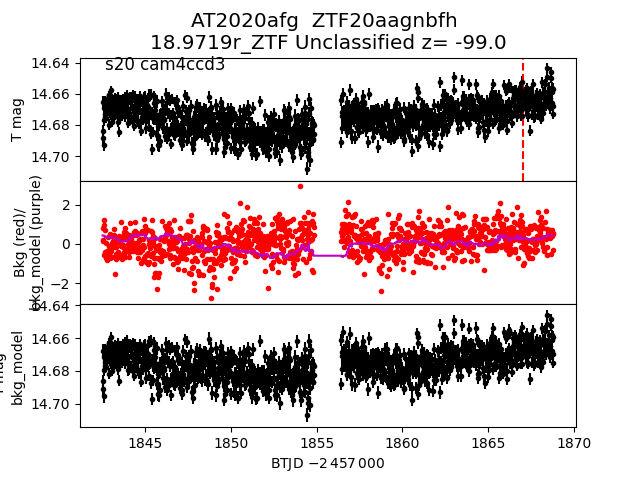 AT2020afg  ZTF20aagnbfh
18.9719r_ZTF Unclassified z= -99.0
s20 cam4ccd3
14.64
14.66
14.68
14.70
T mag
2
0
−2
Bkg (red)/
bkg_model (purple)
14.64
14.66
14.68
14.70
mag
bkg_model
1845
1850
1855
1860
1865
1870
BTJD −2 457 000